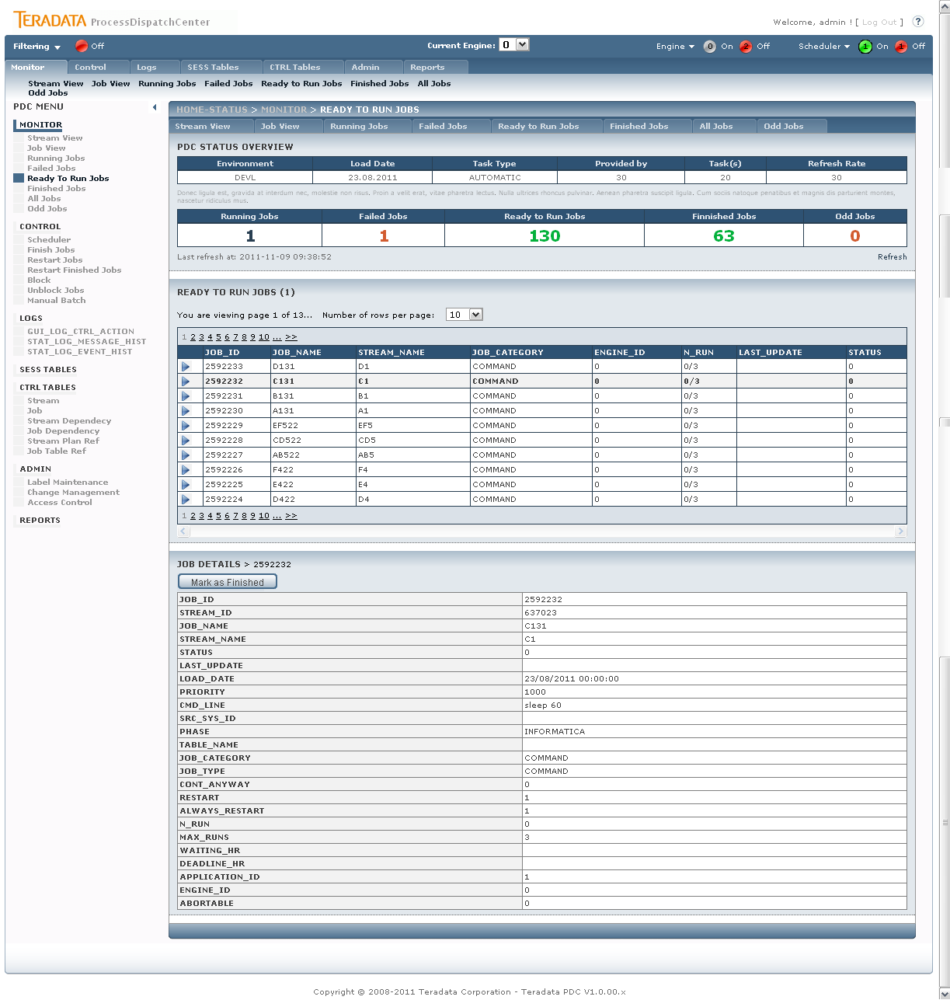 TERADATA ProcessDispatchCenter
Welcome, admin ! [ Log Out ] ?
Filtering Off Current Engine: 0 Engine 0 On 2 Off Scheduler 1 On 1 Off
Monitor Control Logs SESS Tables CTRL Tables Admin Reports
Stream View Job View Running Jobs Failed Jobs Ready to Run Jobs Finished Jobs All Jobs
Odd Jobs
PDC MENU
MONITOR
Stream View
Job View
Running Jobs
Failed Jobs
Ready To Run Jobs
Finished Jobs
All Jobs
Odd Jobs
CONTROL
Scheduler
Finish Jobs
Restart Jobs
Restart Finished Jobs
Block
Unblock Jobs
Manual Batch
LOGS
GUI_LOG_CTRL_ACTION
STAT_LOG_MESSAGE_HIST
STAT_LOG_EVENT_HIST
SESS TABLES
CTRL TABLES
Stream
Job
Stream Dependecy
Job Dependency
Stream Plan Ref
Job Table Ref
ADMIN
Label Maintenance
Change Management
Access Control
REPORTS
HOME-STATUS > MONITOR > READY TO RUN JOBS
Stream View Job View Running Jobs Failed Jobs Ready to Run Jobs Finished Jobs All Jobs Odd Jobs
PDC STATUS OVERVIEW
Environment Load Date Task Type Provided by Task(s) Refresh Rate
DEVL 23.08.2011 AUTOMATIC 30 20 30
Donec ligula est, gravida at interdum nec, molestie non risus. Proin a velit erat, vitae pharetra lectus. Nulla ultrices rhoncus pulvinar. Aenean pharetra suscipit ligula. Cum sociis natoque penatibus et magnis dis parturient montes,
nascetur ridiculus mus.
Running Jobs Failed Jobs Ready to Run Jobs Finnished Jobs Odd Jobs
1 1 130 63 0
Last refresh at: 2011-11-09 09:38:52 Refresh
READY TO RUN JOBS (1)
You are viewing page 1 of 13... Number of rows per page: 10
1 2 3 4 5 6 7 8 9 10 ... >>
JOB_ID JOB_NAME STREAM_NAME JOB_CATEGORY ENGINE_ID N_RUN LAST_UPDATE STATUS
2592233 D131 D1 COMMAND 0 0/3 0
2592232 C131 C1 COMMAND 0 0/3 0
2592231 B131 B1 COMMAND 0 0/3 0
2592230 A131 A1 COMMAND 0 0/3 0
2592229 EF522 EF5 COMMAND 0 0/3 0
2592228 CD522 CD5 COMMAND 0 0/3 0
2592227 AB522 AB5 COMMAND 0 0/3 0
2592226 F422 F4 COMMAND 0 0/3 0
2592225 E422 E4 COMMAND 0 0/3 0
2592224 D422 D4 COMMAND 0 0/3 0
1 2 3 4 5 6 7 8 9 10 ... >>
JOB DETAILS > 2592232
Mark as Finished
JOB_ID 2592232
STREAM_ID 637023
JOB_NAME C131
STREAM_NAME C1
STATUS 0
LAST_UPDATE
LOAD_DATE 23/08/2011 00:00:00
PRIORITY 1000
CMD_LINE sleep 60
SRC_SYS_ID
PHASE INFORMATICA
TABLE_NAME
JOB_CATEGORY COMMAND
JOB_TYPE COMMAND
CONT_ANYWAY 0
RESTART 1
ALWAYS_RESTART 1
N_RUN 0
MAX_RUNS 3
WAITING_HR
DEADLINE_HR
APPLICATION_ID 1
ENGINE_ID 0
ABORTABLE 0
Copyright © 2008-2011 Teradata Corporation - Teradata PDC V1.0.00.x